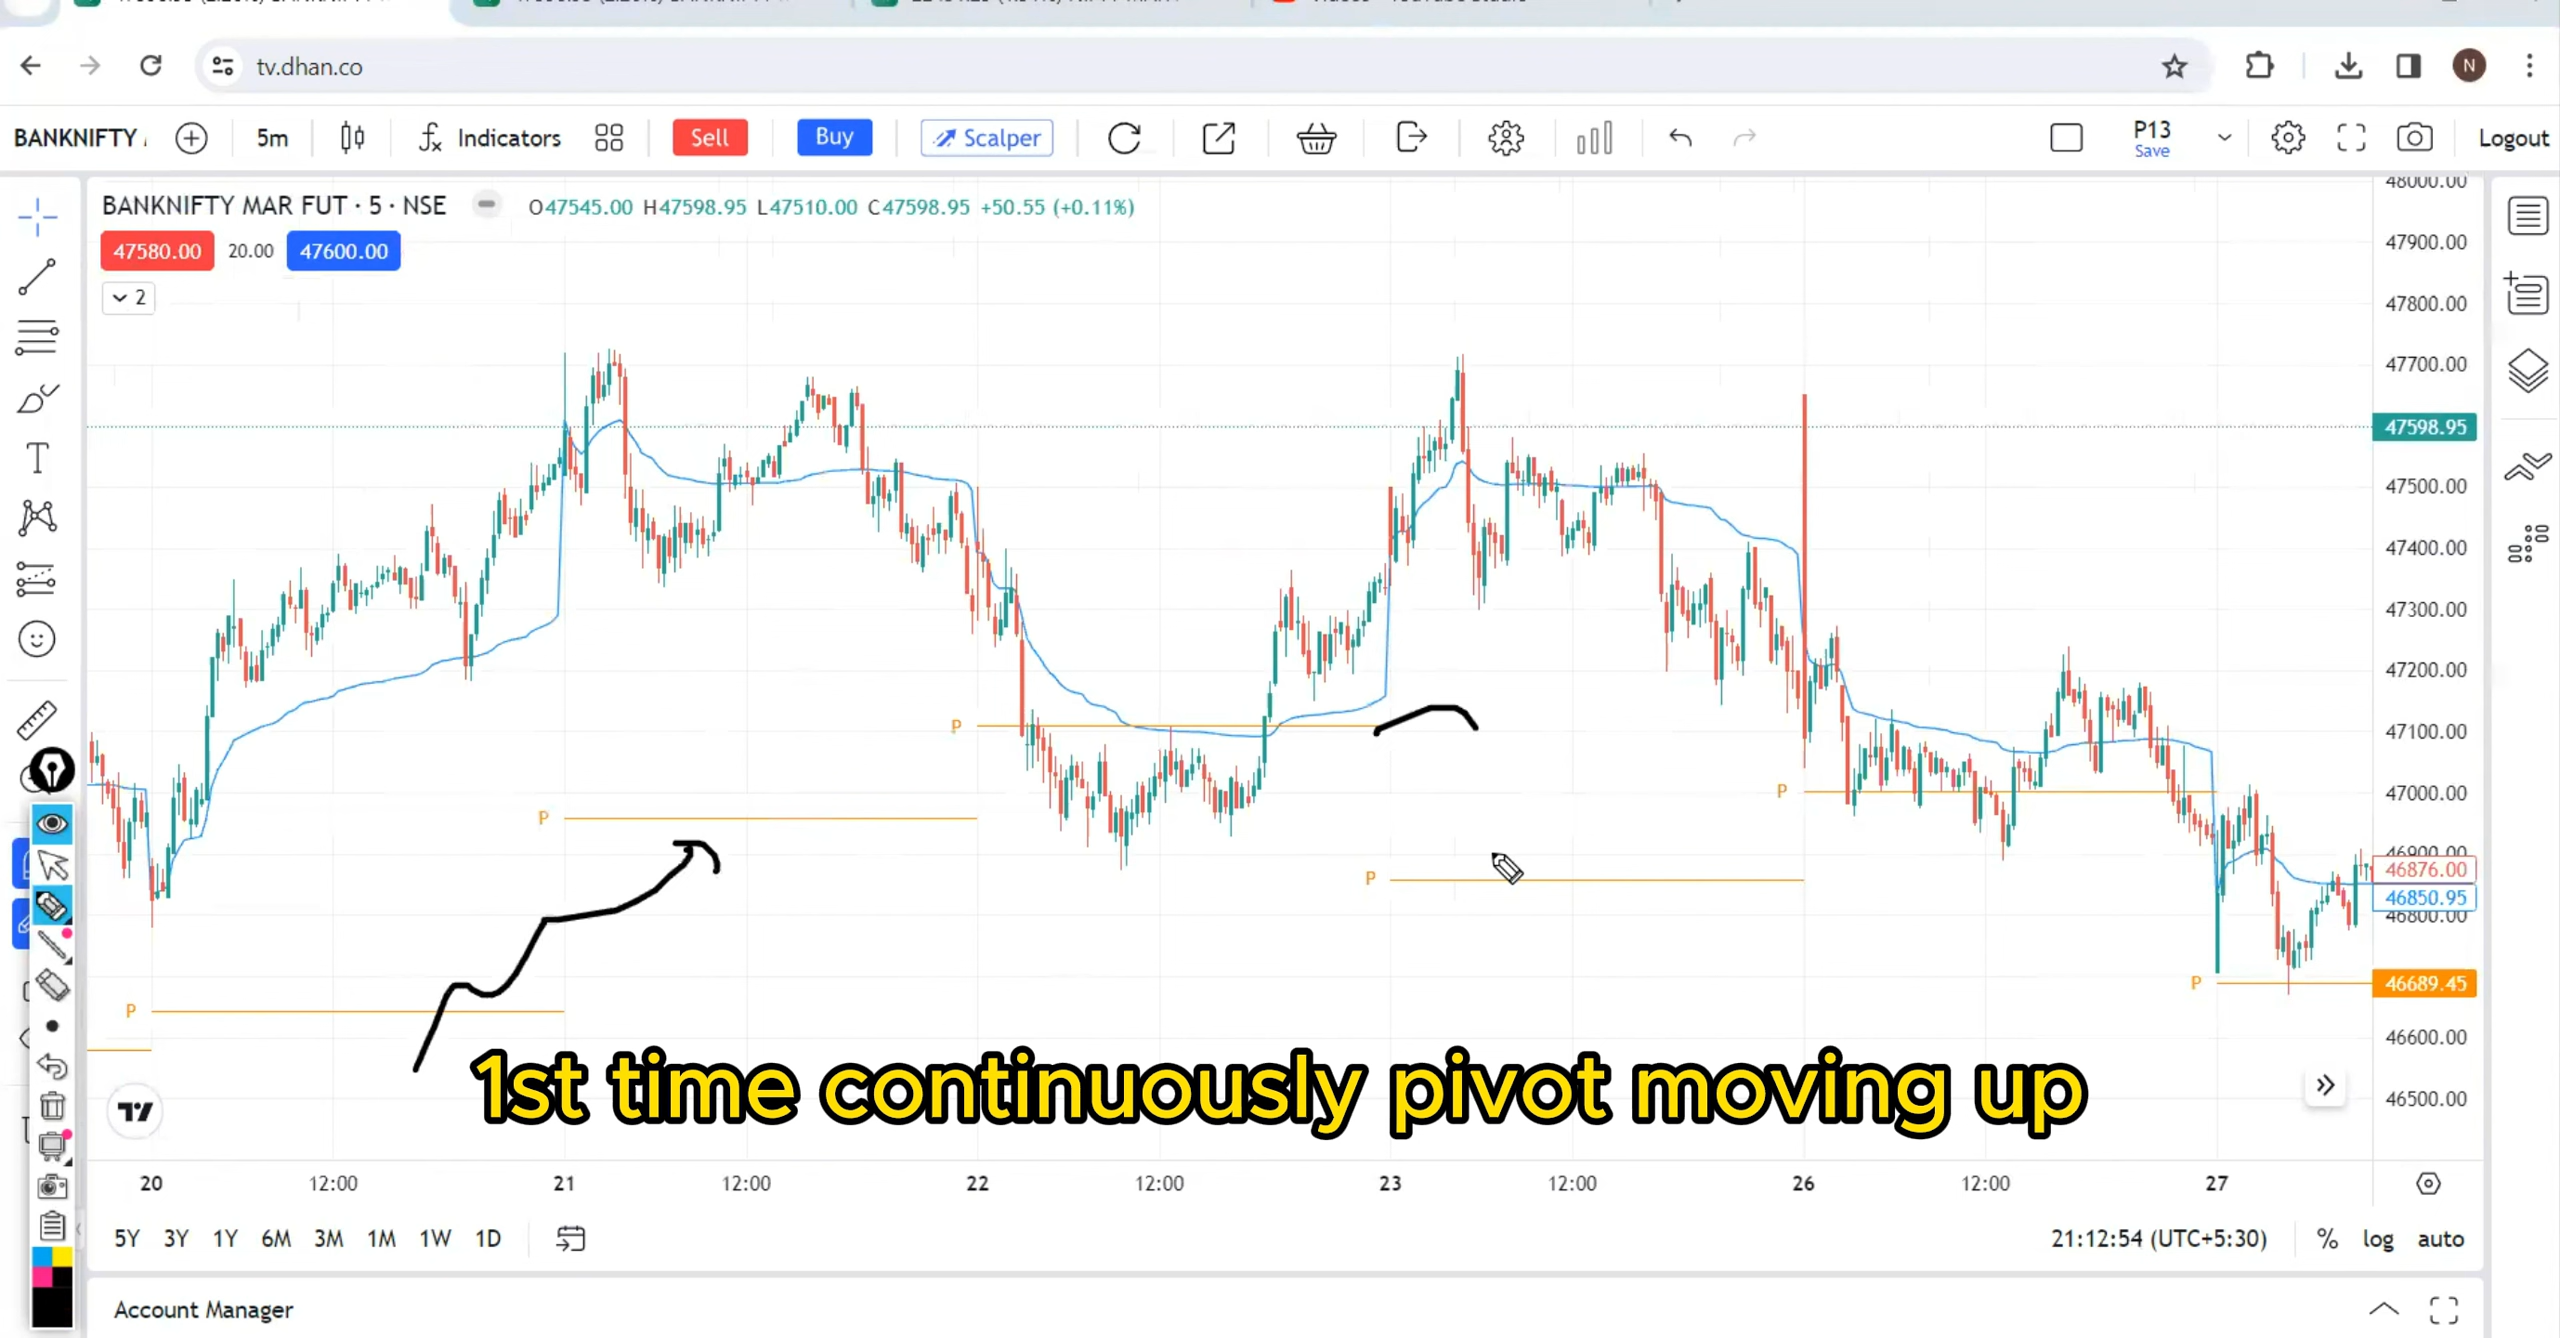 tv.dhan.co
BANKNIFTY
5m
Indicators
Sell
Buy
Scalper
P13
Save
Logout
BANKNIFTY MAR FUT · 5 · NSE
O47545.00 H47598.95 L47510.00 C47598.95 +50.55 (+0.11%)
47580.00 20.00 47600.00
2
48000.00
47900.00
47800.00
47700.00
47598.95
47500.00
47400.00
47300.00
47200.00
47100.00
47000.00
46900.00
46876.00
46850.95
46800.00
46689.45
46600.00
46500.00
P
P
P
P
P
P
T
N
1st time continuously pivot moving up
20 12:00 21 12:00 22 12:00 23 12:00 26 12:00 27
5Y 3Y 1Y 6M 3M 1M 1W 1D
21:12:54 (UTC+5:30) % log auto
Account Manager